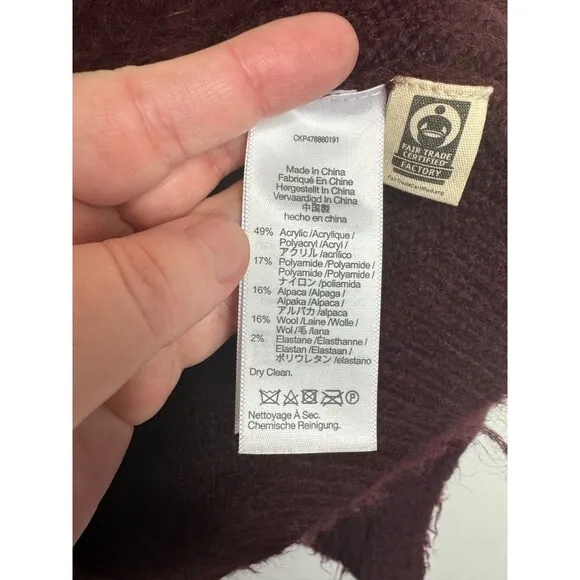 CKP478860191
Made In China
Fabriqué En Chine
Hergestellt In China
Vervaardigd In China
中国製
hecho en china
49% Acrylic /Acrylique /
Polyacryl /Acryl /
アクリル /acrílico
17% Polyamide /Polyamide /
Polyamide /Polyamide /
ナイロン /poliamida
16% Alpaca /Alpaga /
Alpaka /Alpaca /
アルパカ /alpaca
16% Wool /Laine /Wolle /
Wol /毛 /lana
2% Elastane /Élasthanne /
Elastan /Elastaan /
ポリウレタン /elastano
Dry Clean.
P
Nettoyage À Sec.
Chemische Reinigung.
FAIR TRADE
CERTIFIED
FACTORY
FairTradeCertified.org